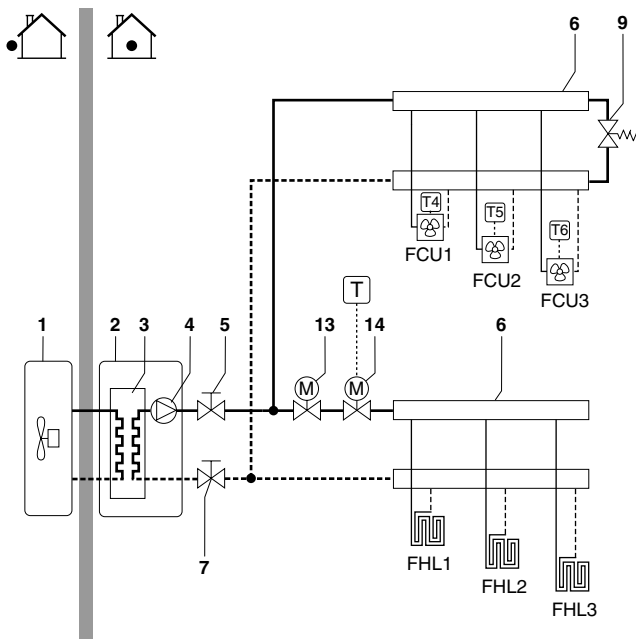 6 9
T4
T5
T6
FCU1
FCU2
FCU3
T
1 2 3 4 5 13 14 6
M M
7
FHL1
FHL2
FHL3